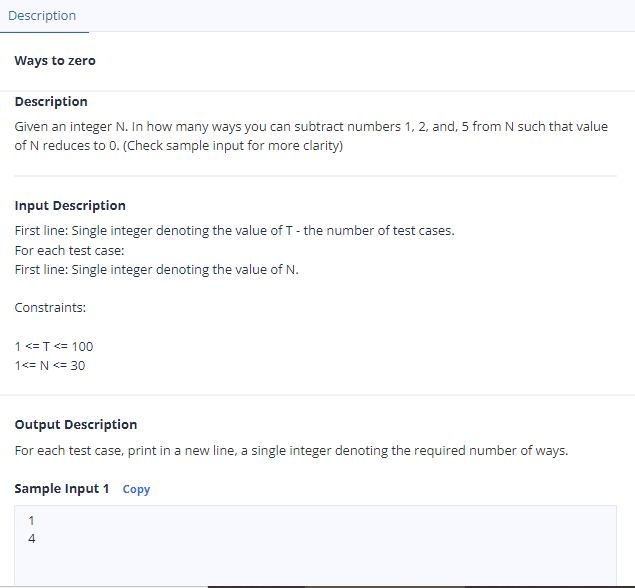 Description
Ways to zero
Description
Given an integer N. In how many ways you can subtract numbers 1, 2, and, 5 from N such that value
of N reduces to 0. (Check sample input for more clarity)
Input Description
First line: Single integer denoting the value of T - the number of test cases.
For each test case:
First line: Single integer denoting the value of N.
Constraints:
1 <= T <= 100
1<= N <= 30
Output Description
For each test case, print in a new line, a single integer denoting the required number of ways.
Sample Input 1 Copy
1
4